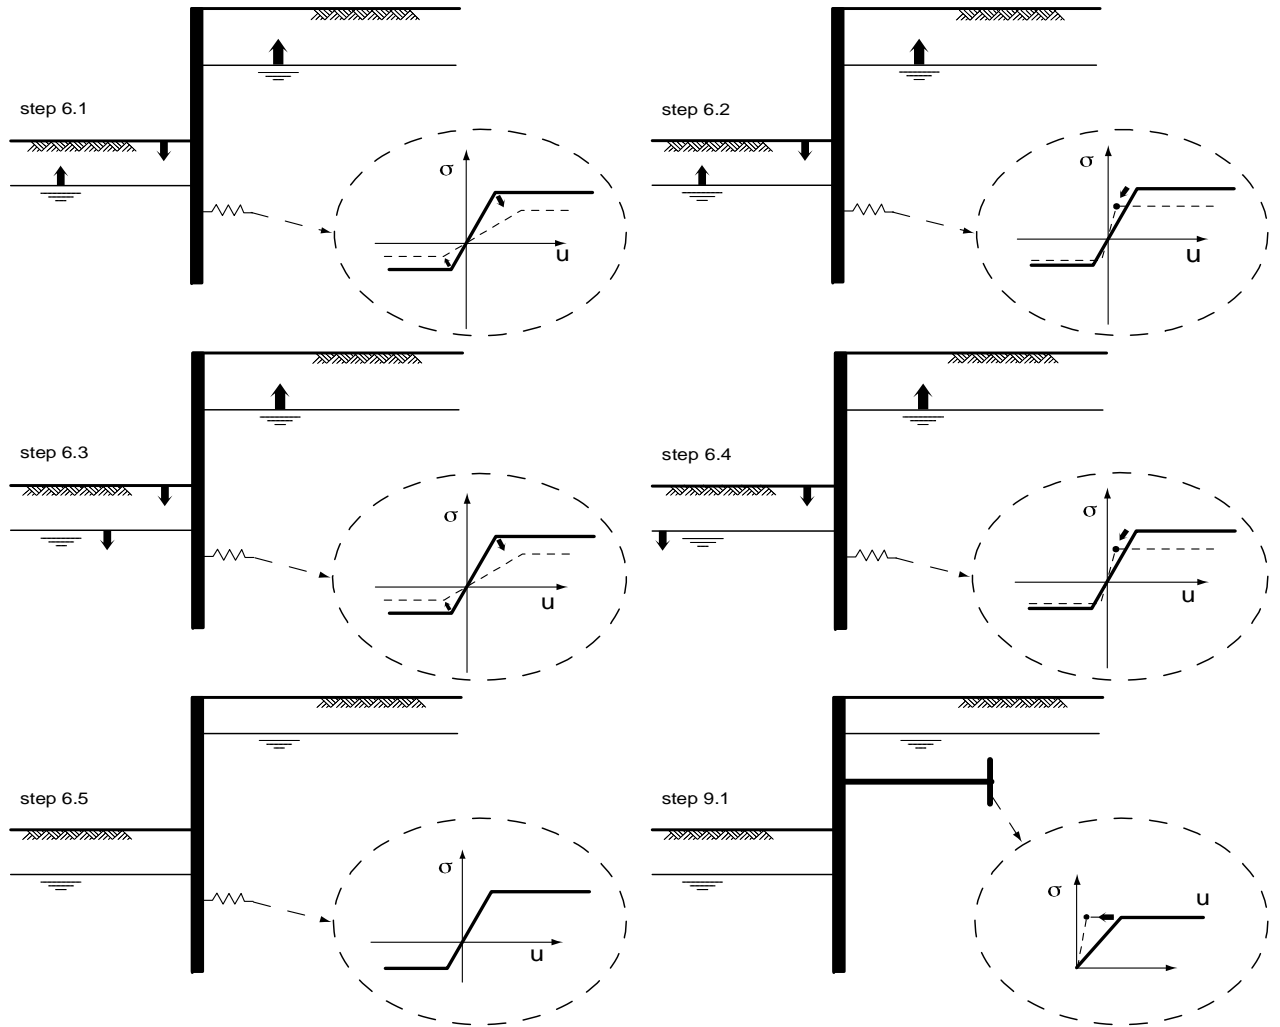 step 6.1
σ
u
step 6.2
σ
u
step 6.3
σ
u
step 6.4
σ
u
step 6.5
σ
u
step 9.1
σ
u